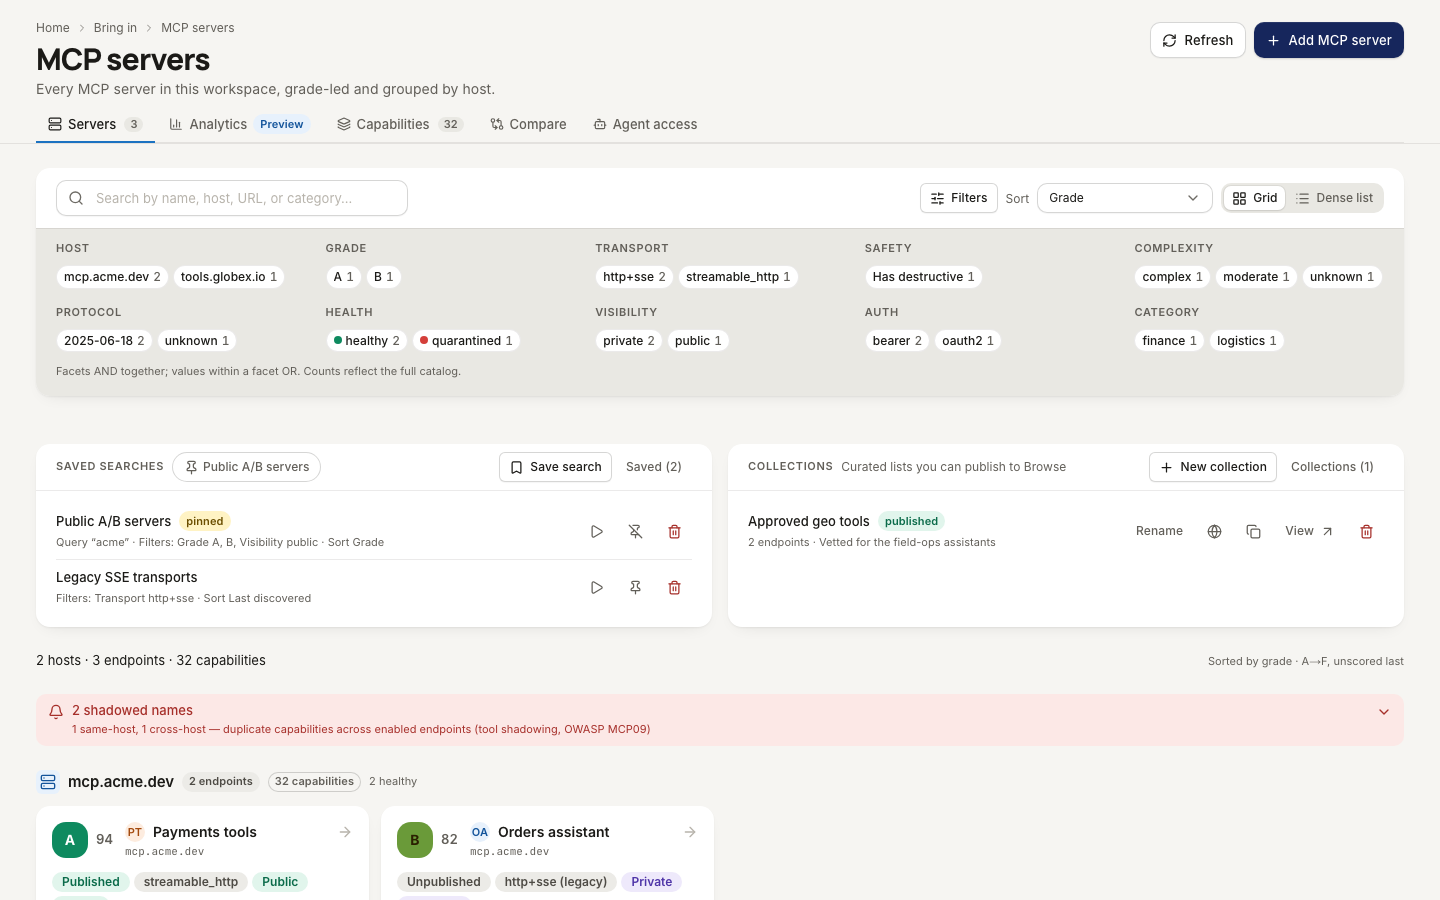 Home > Bring in > MCP servers
MCP servers
Every MCP server in this workspace, grade-led and grouped by host.
Refresh
Add MCP server
Servers 3
Analytics Preview
Capabilities 32
Compare
Agent access
Search by name, host, URL, or category...
Filters
Sort
Grade
Grid
Dense list
HOST
mcp.acme.dev 2
tools.globex.io 1
GRADE
A 1
B 1
TRANSPORT
http+sse 2
streamable_http 1
SAFETY
Has destructive 1
COMPLEXITY
complex 1
moderate 1
unknown 1
PROTOCOL
2025-06-18 2
unknown 1
HEALTH
healthy 2
quarantined 1
VISIBILITY
private 2
public 1
AUTH
bearer 2
oauth2 1
CATEGORY
finance 1
logistics 1
Facets AND together; values within a facet OR. Counts reflect the full catalog.
SAVED SEARCHES
Public A/B servers
Save search
Saved (2)
Public A/B servers pinned
Query “acme” · Filters: Grade A, B, Visibility public · Sort Grade
Legacy SSE transports
Filters: Transport http+sse · Sort Last discovered
COLLECTIONS Curated lists you can publish to Browse
New collection
Collections (1)
Approved geo tools published
2 endpoints · Vetted for the field-ops assistants
Rename
View
2 hosts · 3 endpoints · 32 capabilities
Sorted by grade · A→F, unscored last
2 shadowed names
1 same-host, 1 cross-host — duplicate capabilities across enabled endpoints (tool shadowing, OWASP MCP09)
mcp.acme.dev 2 endpoints 32 capabilities 2 healthy
A 94 PT Payments tools
mcp.acme.dev
Published streamable_http Public
B 82 OA Orders assistant
mcp.acme.dev
Unpublished http+sse (legacy) Private